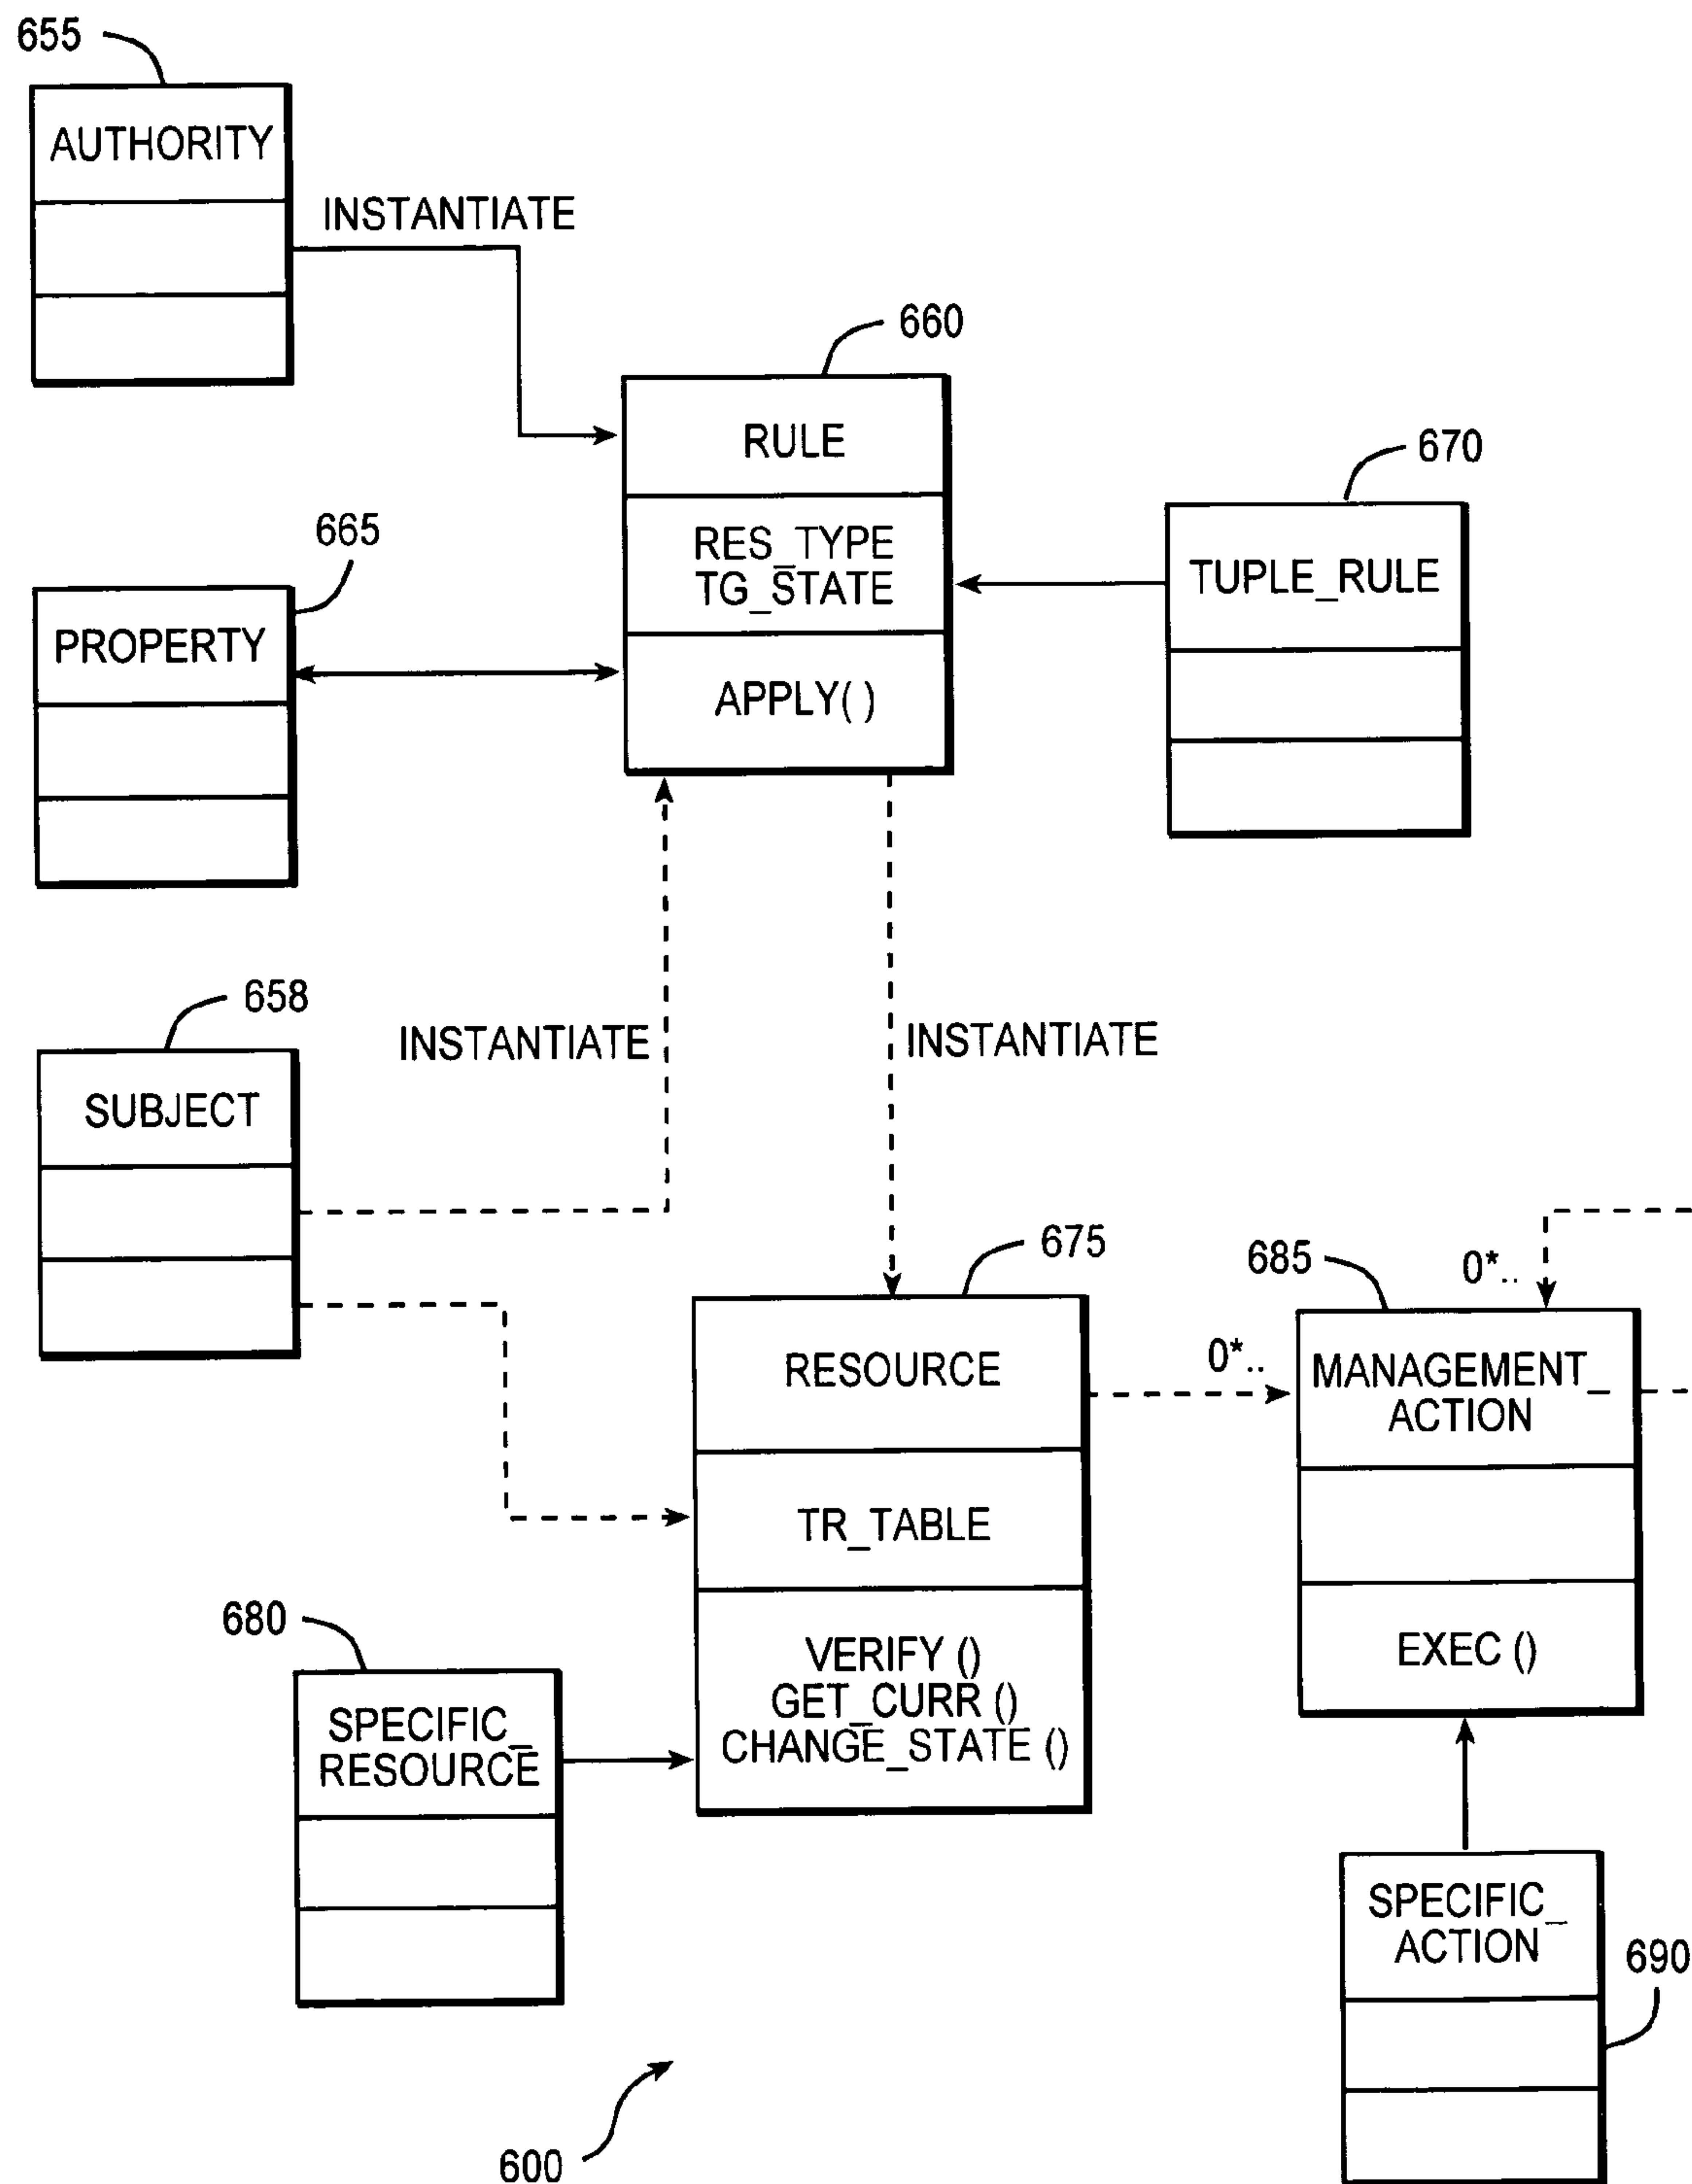 655
AUTHORITY
INSTANTIATE
660
RULE
RES_TYPE
TG_STATE
APPLY( )
670
TUPLE_RULE
665
PROPERTY
658
SUBJECT
INSTANTIATE
INSTANTIATE
675
RESOURCE
TR_TABLE
VERIFY ()
GET_CURR ()
CHANGE_STATE ()
0*..
685
0*..
MANAGEMENT_
ACTION
EXEC ()
680
SPECIFIC_
RESOURCE
SPECIFIC_
ACTION
690
600